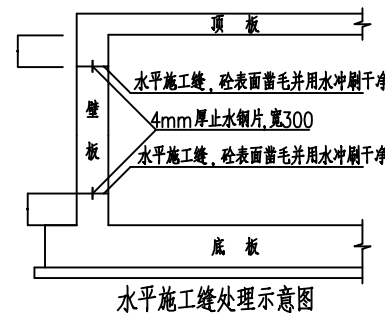 顶板
水平施工缝，砼表面凿毛并用水冲刷干净
壁板
4mm厚止水钢片,宽300
水平施工缝，砼表面凿毛并用水冲刷干净
底板
水平施工缝处理示意图